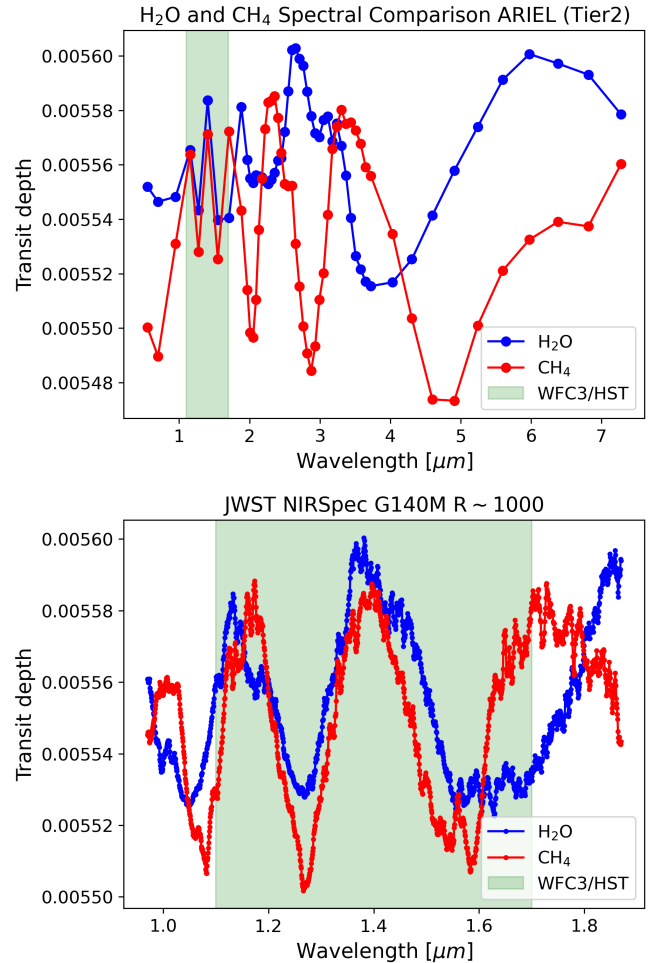 H₂O and CH₄ Spectral Comparison ARIEL (Tier2)
0.00560
0.00558
0.00556
0.00554
0.00552
0.00550
0.00548
Transit depth
H₂O
CH₄
WFC3/HST
1 2 3 4 5 6 7
Wavelength [μm]
JWST NIRSpec G140M R ∼ 1000
0.00560
0.00558
0.00556
0.00554
0.00552
0.00550
Transit depth
H₂O
CH₄
WFC3/HST
1.0 1.2 1.4 1.6 1.8
Wavelength [μm]